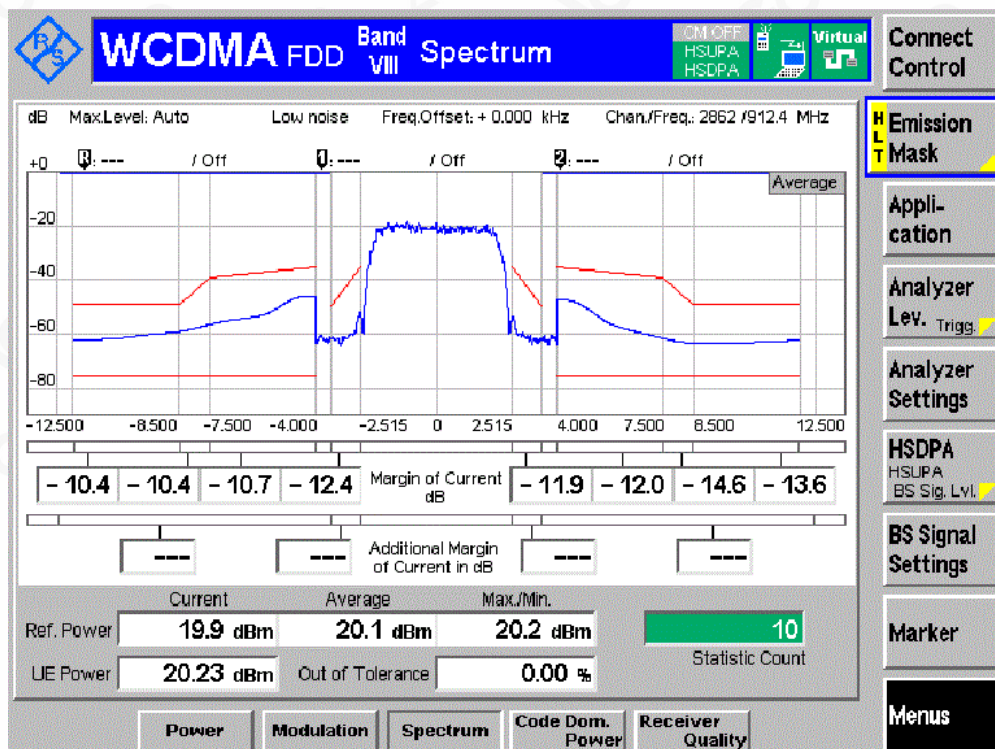 R S
WCDMA FDD Band VIII Spectrum
CM OFF
HSUPA
HSDPA
Virtual
Connect Control
dB Max.Level: Auto Low noise Freq.Offset: + 0.000 kHz Chan./Freq.: 2862 /912.4 MHz
HLT Emission Mask
+0 R: --- / Off 1: --- / Off 2: --- / Off
Average
Appli-
cation
-20
-40
Analyzer
Lev. Trigg.
-60
Analyzer
Settings
-80
-12.500 -8.500 -7.500 -4.000 -2.515 0 2.515 4.000 7.500 8.500 12.500
HSDPA
HSUPA
BS Sig. Lvl.
- 10.4 - 10.4 - 10.7 - 12.4 Margin of Current dB - 11.9 - 12.0 - 14.6 - 13.6
BS Signal
Settings
--- --- Additional Margin of Current in dB --- ---
Current Average Max./Min.
Ref. Power 19.9 dBm 20.1 dBm 20.2 dBm 10
Statistic Count
Marker
UE Power 20.23 dBm Out of Tolerance 0.00 %
Menus
Power Modulation Spectrum Code Dom. Power Receiver Quality